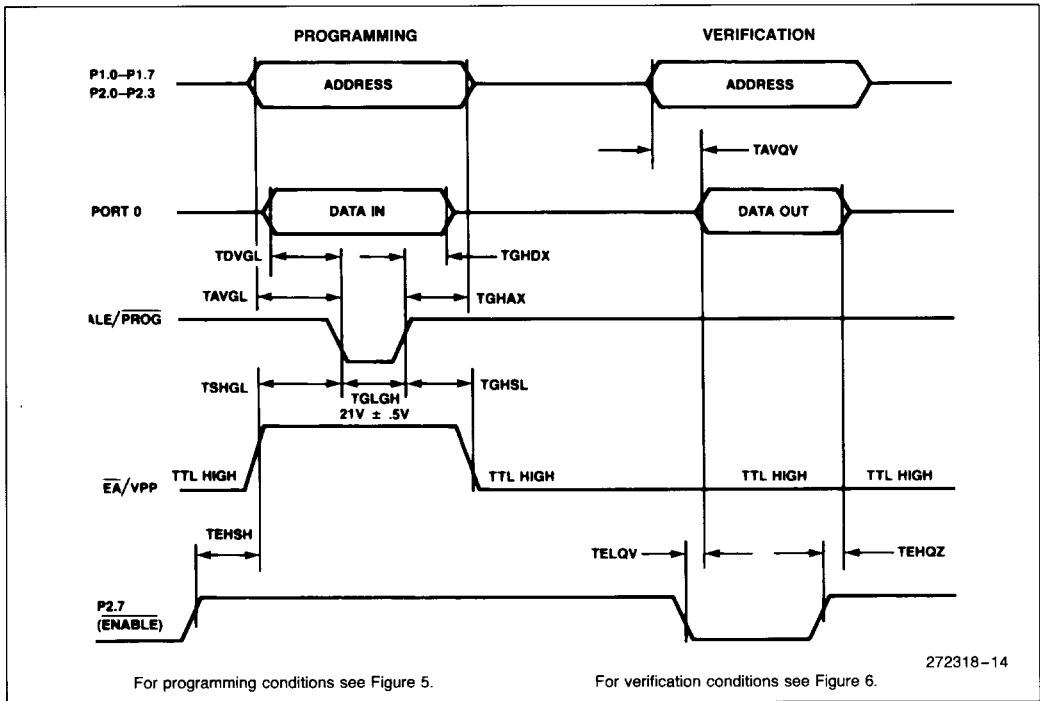 PROGRAMMING
VERIFICATION
P1.0–P1.7
P2.0–P2.3
ADDRESS
ADDRESS
TAVQV
PORT 0
DATA IN
DATA OUT
TDVGL
TGHDX
TAVGL
TGHAX
ALE/PROG
TSHGL
TGLGH
TGHSL
21V ± .5V
EA/VPP
TTL HIGH
TTL HIGH
TTL HIGH
TTL HIGH
TEHSH
TELQV
TEHQZ
P2.7
(ENABLE)
272318–14
For programming conditions see Figure 5.
For verification conditions see Figure 6.